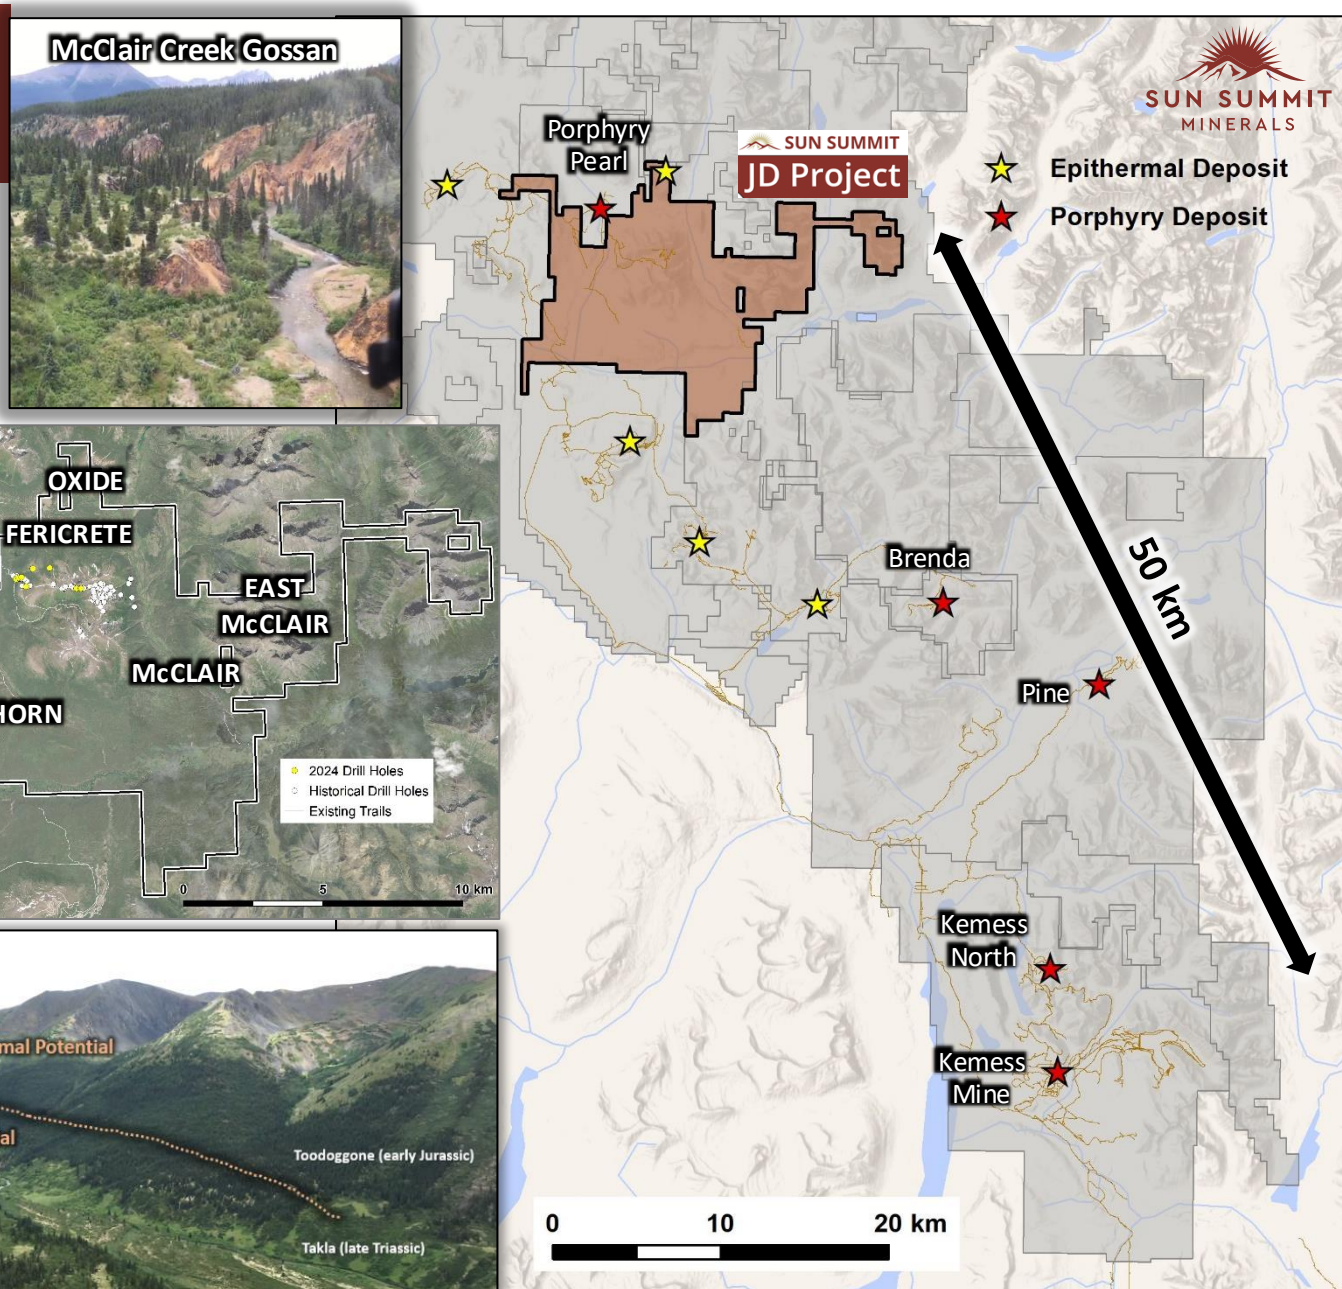 McClair Creek Gossan
Porphyry
Pearl
SUN SUMMIT
JD Project
SUN SUMMIT
MINERALS
Epithermal Deposit
Porphyry Deposit
50 km
Brenda
Pine
Kemess
North
Kemess
Mine
0 10 20 km
OXIDE
FERICRETE
EAST
McCLAIR
McCLAIR
HORN
2024 Drill Holes
Historical Drill Holes
Existing Trails
0 5 10 km
mal Potential
al
Toodoggone (early Jurassic)
Takla (late Triassic)